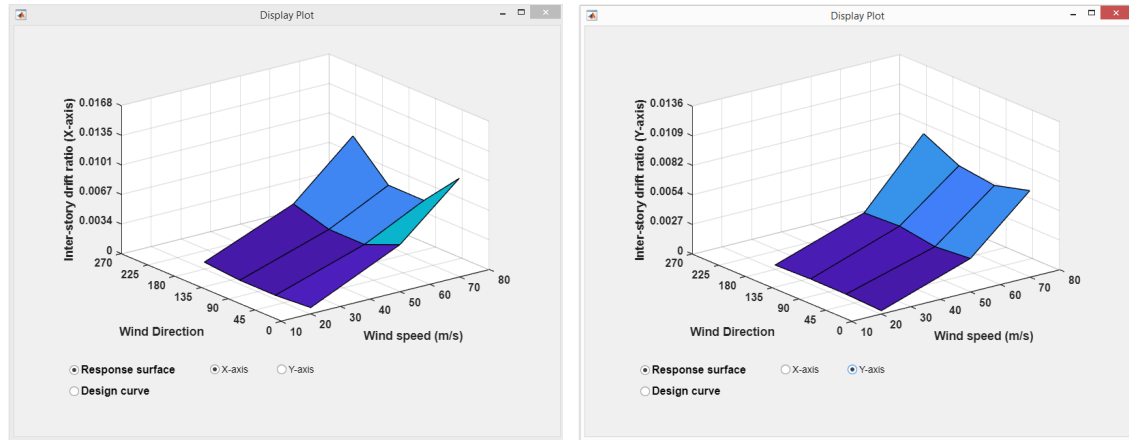 Display Plot
Inter-story drift ratio (X-axis)
0.0168
0.0135
0.0101
0.0067
0.0034
0
270
225
180
135
90
45
0
Wind Direction
10
20
30
40
50
60
70
80
Wind speed (m/s)
Response surface
X-axis
Y-axis
Design curve
Display Plot
Inter-story drift ratio (Y-axis)
0.0136
0.0109
0.0082
0.0054
0.0027
0
270
225
180
135
90
45
0
Wind Direction
10
20
30
40
50
60
70
80
Wind speed (m/s)
Response surface
X-axis
Y-axis
Design curve